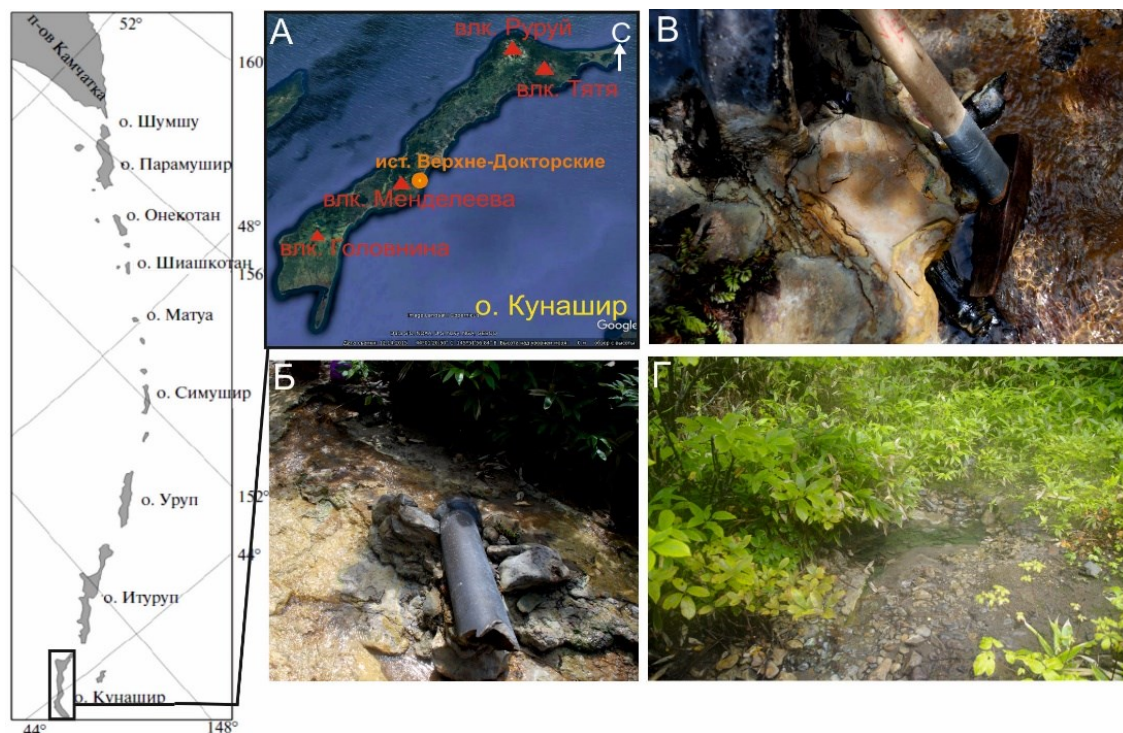 52°
п-ов Камчатка
160
о. Шумшу
о. Парамушир
о. Онекотан
48°
156
о. Шиашкотан
о. Матуа
о. Симушир
152°
о. Уруп
44°
о. Итуруп
о. Кунашир
44°
148°
А
влк. Руруй
С
влк. Тятя
ист. Верхне-Докторские
влк. Менделеева
влк. Головнина
о. Кунашир
Google
В
Б
Г